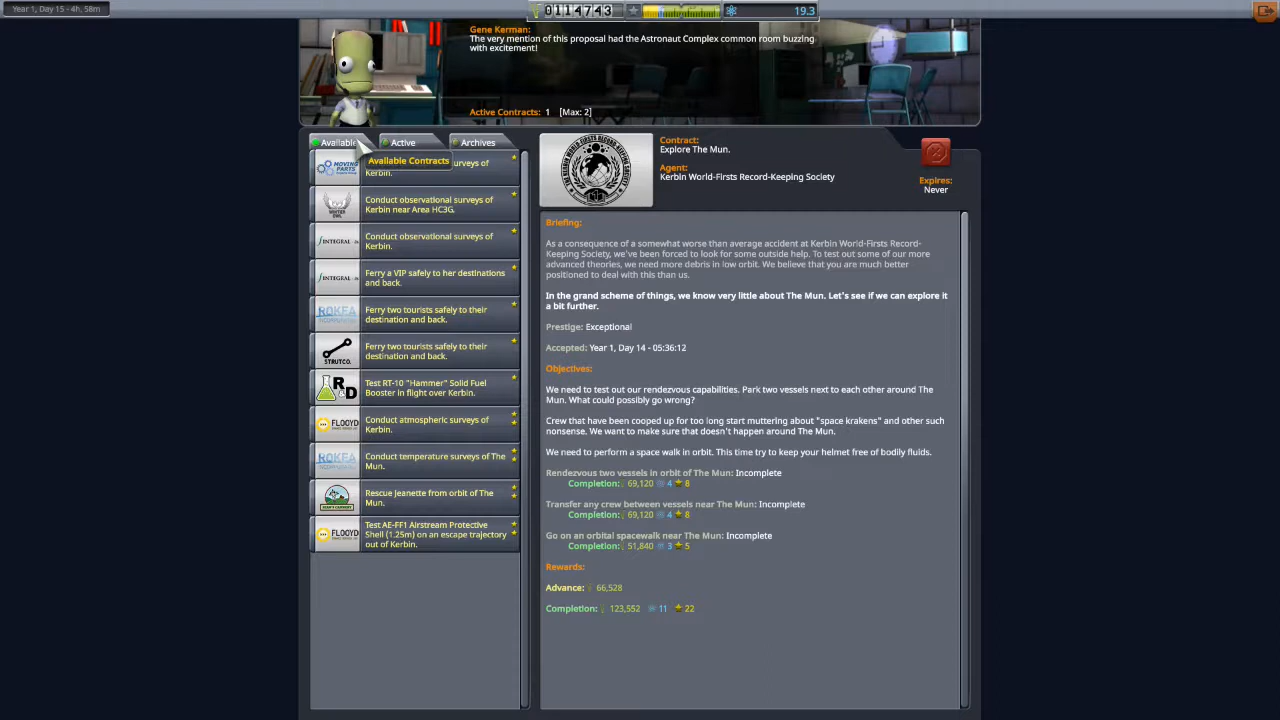 Year 1, Day 15 - 4h, 58m
0114743
19.3
Gene Kerman:
The very mention of this proposal had the Astronaut Complex common room buzzing
with excitement!
Active Contracts: 1 [Max: 2]
Available
Active
Archives
Available Contracts
MOVING PARTS
surveys of
Kerbin.
WINTER OWL
Conduct observational surveys of
Kerbin near Area HC3G.
INTEGRAL
Conduct observational surveys of
Kerbin.
INTEGRAL
Ferry a VIP safely to her destinations
and back.
ROKEA
Ferry two tourists safely to their
destination and back.
STRUTCO.
Ferry two tourists safely to their
destination and back.
R&D
Test RT-10 "Hammer" Solid Fuel
Booster in flight over Kerbin.
FLOOYD
Conduct atmospheric surveys of
Kerbin.
ROKEA
Conduct temperature surveys of The
Mun.
Rescue Jeanette from orbit of The
Mun.
FLOOYD
Test AE-FF1 Airstream Protective
Shell (1.25m) on an escape trajectory
out of Kerbin.
Contract:
Explore The Mun.
Agent:
Kerbin World-Firsts Record-Keeping Society
Expires:
Never
Briefing:
As a consequence of a somewhat worse than average accident at Kerbin World-Firsts Record-
Keeping Society, we've been forced to look for some outside help. To test out some of our more
advanced theories, we need more debris in low orbit. We believe that you are much better
positioned to deal with this than us.
In the grand scheme of things, we know very little about The Mun. Let's see if we can explore it
a bit further.
Prestige: Exceptional
Accepted: Year 1, Day 14 - 05:36:12
Objectives:
We need to test out our rendezvous capabilities. Park two vessels next to each other around The
Mun. What could possibly go wrong?
Crew that have been cooped up for too long start muttering about "space krakens" and other such
nonsense. We want to make sure that doesn't happen around The Mun.
We need to perform a space walk in orbit. This time try to keep your helmet free of bodily fluids.
Rendezvous two vessels in orbit of The Mun: Incomplete
Completion: 69,120 4 8
Transfer any crew between vessels near The Mun: Incomplete
Completion: 69,120 4 8
Go on an orbital spacewalk near The Mun: Incomplete
Completion: 51,840 3 5
Rewards:
Advance: 66,528
Completion: 123,552 11 22